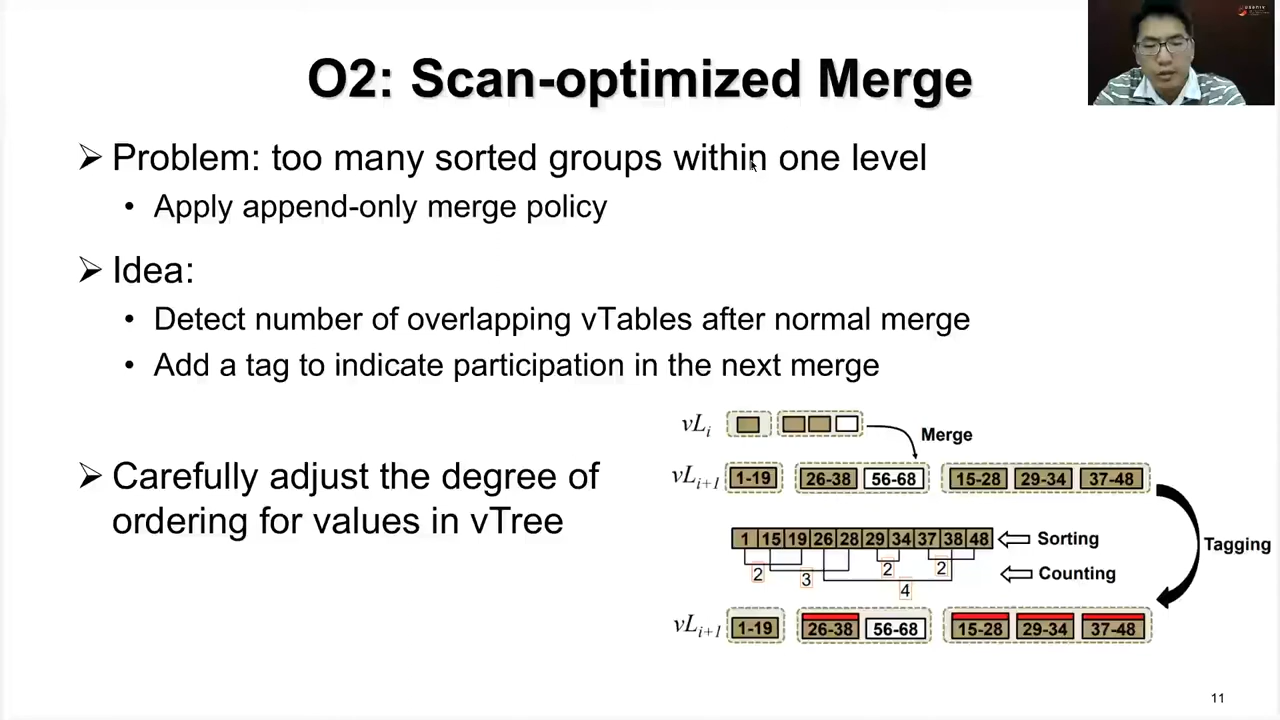 O2: Scan-optimized Merge
➢ Problem: too many sorted groups within one level
• Apply append-only merge policy
➢ Idea:
• Detect number of overlapping vTables after normal merge
• Add a tag to indicate participation in the next merge
➢ Carefully adjust the degree of
ordering for values in vTree
vLi
Merge
vLi+1 1-19 26-38 56-68 15-28 29-34 37-48
Tagging
1 15 19 26 28 29 34 37 38 48 Sorting
2 3 2 2 Counting
4
vLi+1 1-19 26-38 56-68 15-28 29-34 37-48
11
usenix